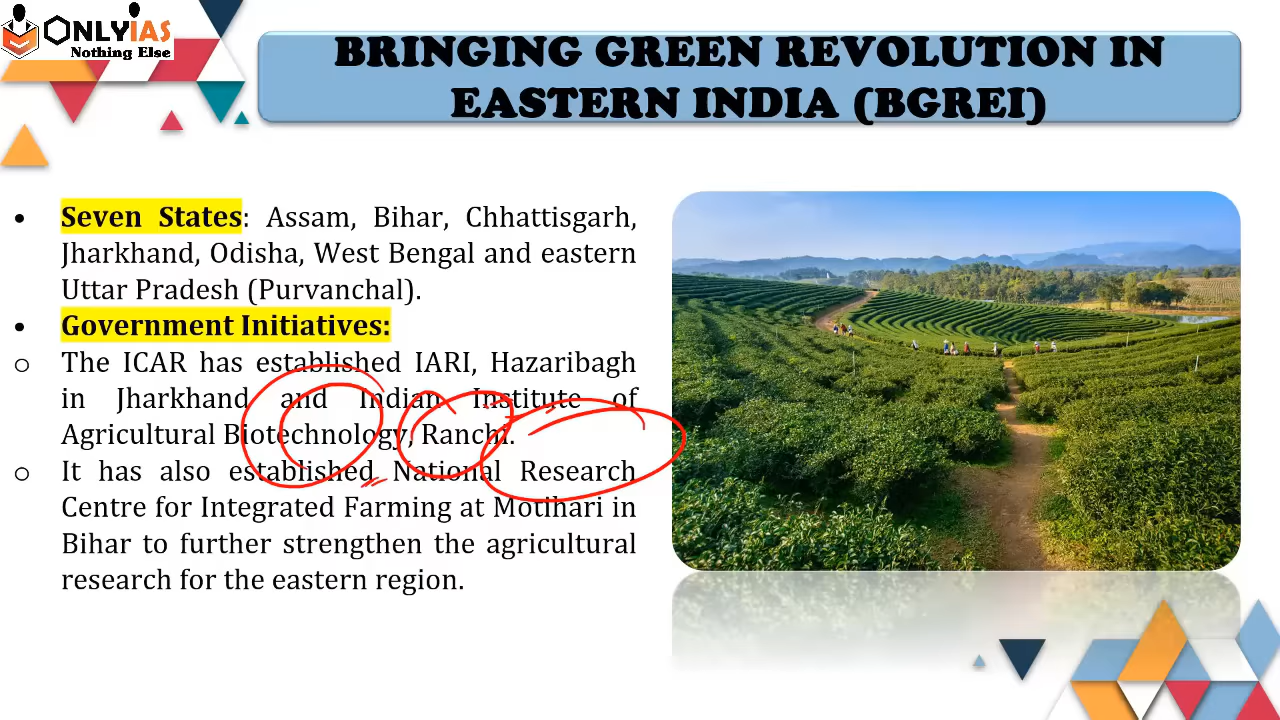 ONLYIAS
Nothing Else
BRINGING GREEN REVOLUTION IN
EASTERN INDIA (BGREI)
• Seven States: Assam, Bihar, Chhattisgarh,
Jharkhand, Odisha, West Bengal and eastern
Uttar Pradesh (Purvanchal).
• Government Initiatives:
o The ICAR has established IARI, Hazaribagh
in Jharkhand and Indian Institute of
Agricultural Biotechnology, Ranchi.
o It has also established National Research
Centre for Integrated Farming at Motihari in
Bihar to further strengthen the agricultural
research for the eastern region.